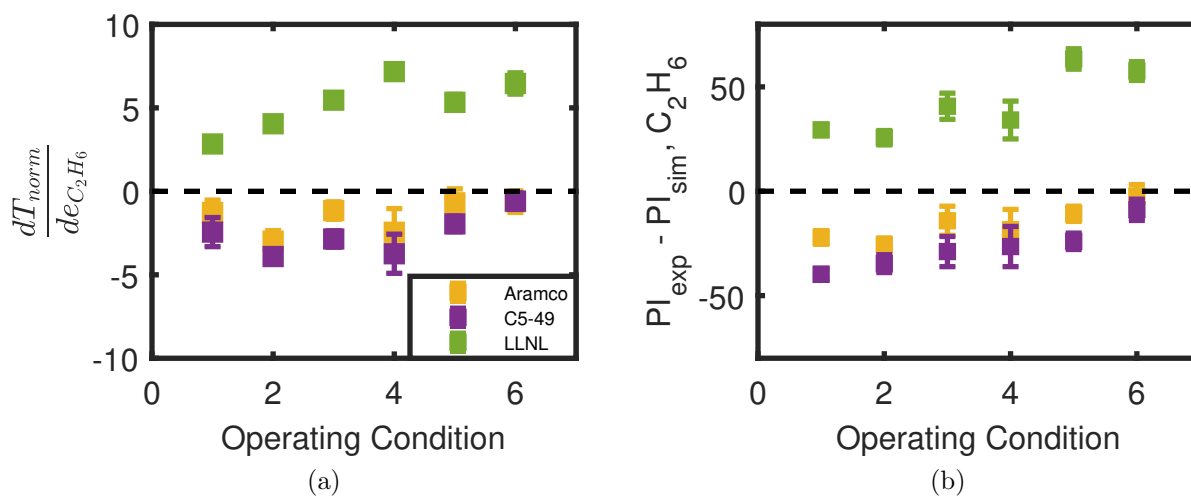 10
5
0
-5
-10
dT_norm
de_C2H6
Aramco
C5-49
LLNL
0 2 4 6
Operating Condition
(a)
PI_exp - PI_sim, C_2H_6
50
0
-50
0 2 4 6
Operating Condition
(b)